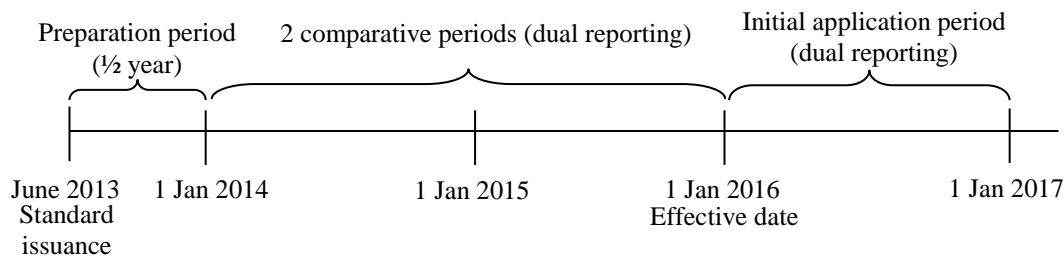 Preparation period
(½ year)
2 comparative periods (dual reporting)
Initial application period
(dual reporting)
June 2013
Standard
issuance
1 Jan 2014
1 Jan 2015
1 Jan 2016
Effective date
1 Jan 2017